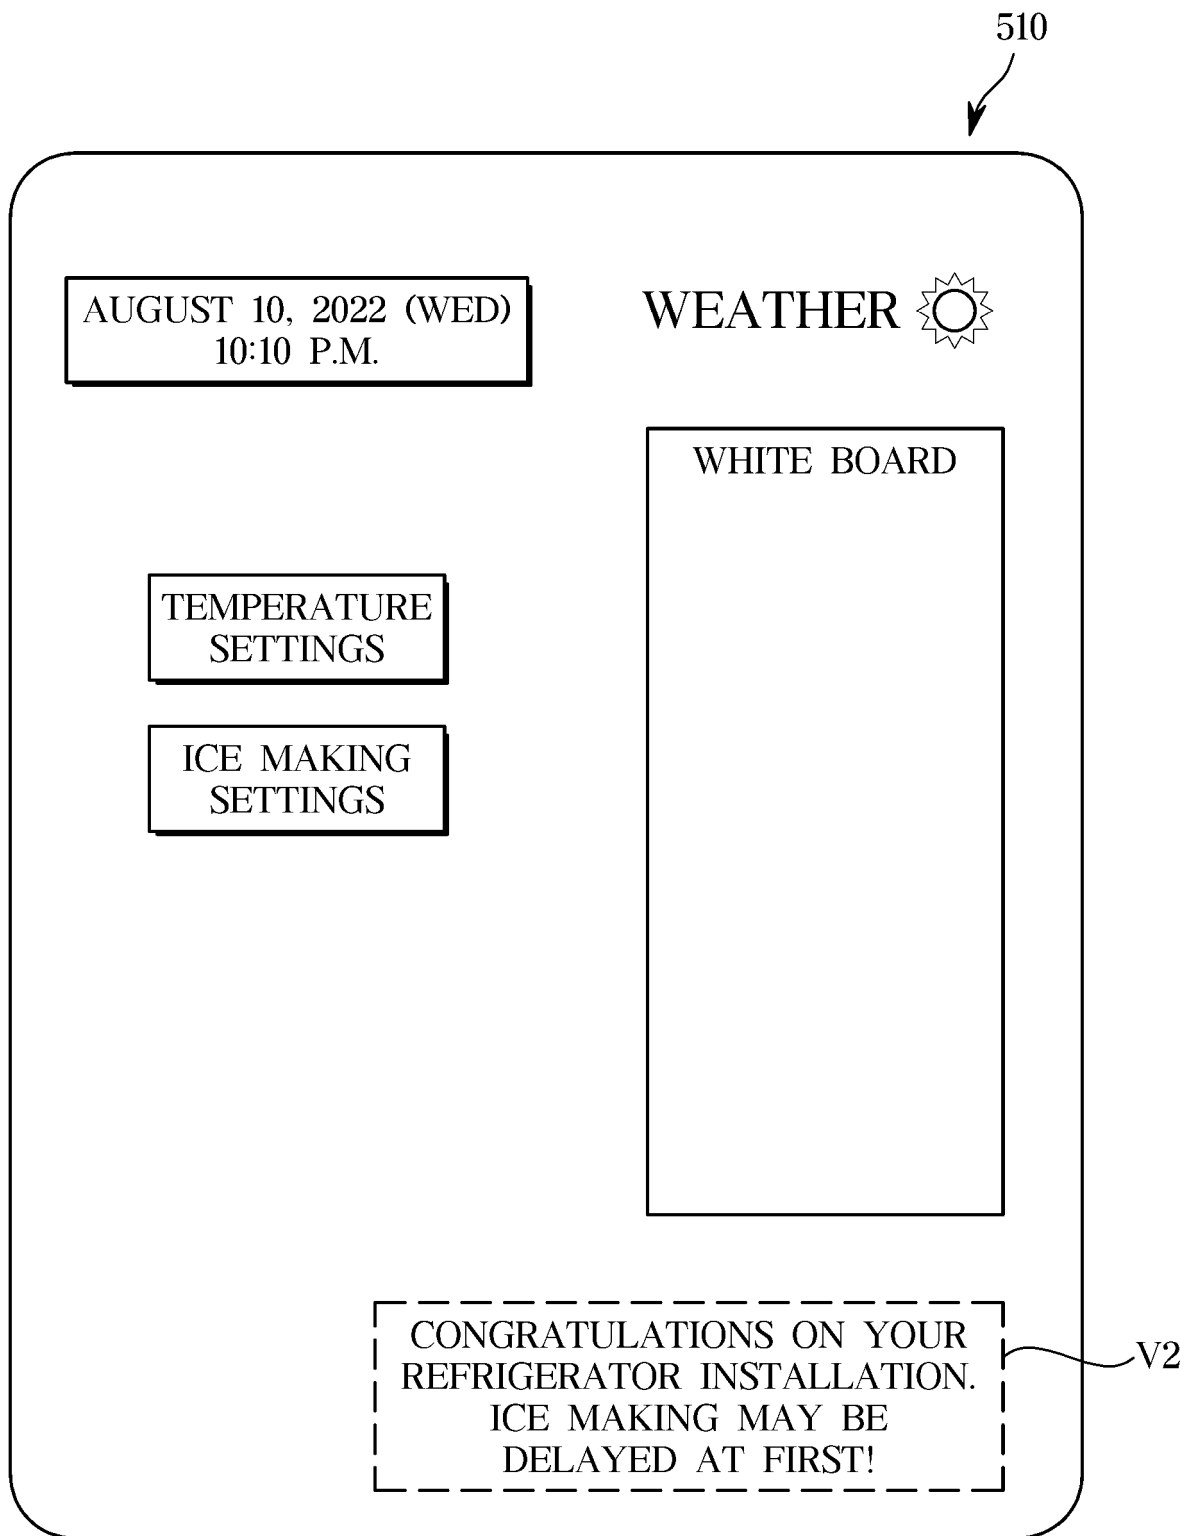 510
AUGUST 10, 2022 (WED)
10:10 P.M.
WEATHER
WHITE BOARD
TEMPERATURE
SETTINGS
ICE MAKING
SETTINGS
CONGRATULATIONS ON YOUR
REFRIGERATOR INSTALLATION.
ICE MAKING MAY BE
DELAYED AT FIRST!
V2